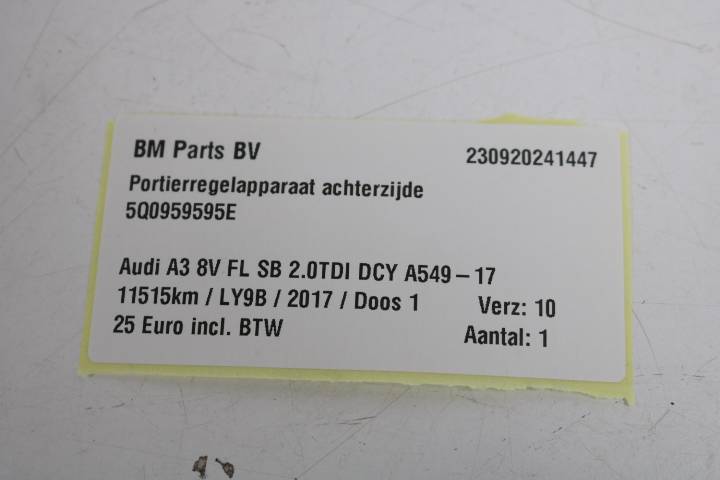 BM Parts BV 230920241447
Portierregelapparaat achterzijde
5Q0959595E
Audi A3 8V FL SB 2.0TDI DCY A549 – 17
11515km / LY9B / 2017 / Doos 1 Verz: 10
25 Euro incl. BTW Aantal: 1